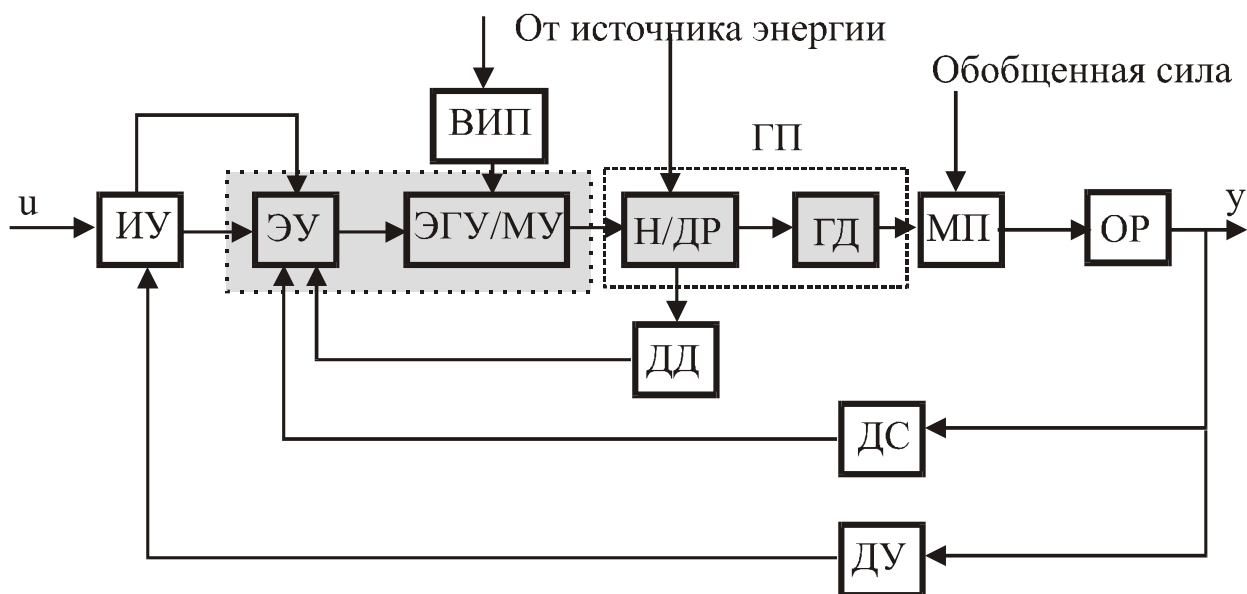 От источника энергии
Обобщенная сила
ВИП
ГП
u
ИУ
ЭУ
ЭГУ/МУ
Н/ДР
ГД
МП
ОР
y
ДД
ДС
ДУ